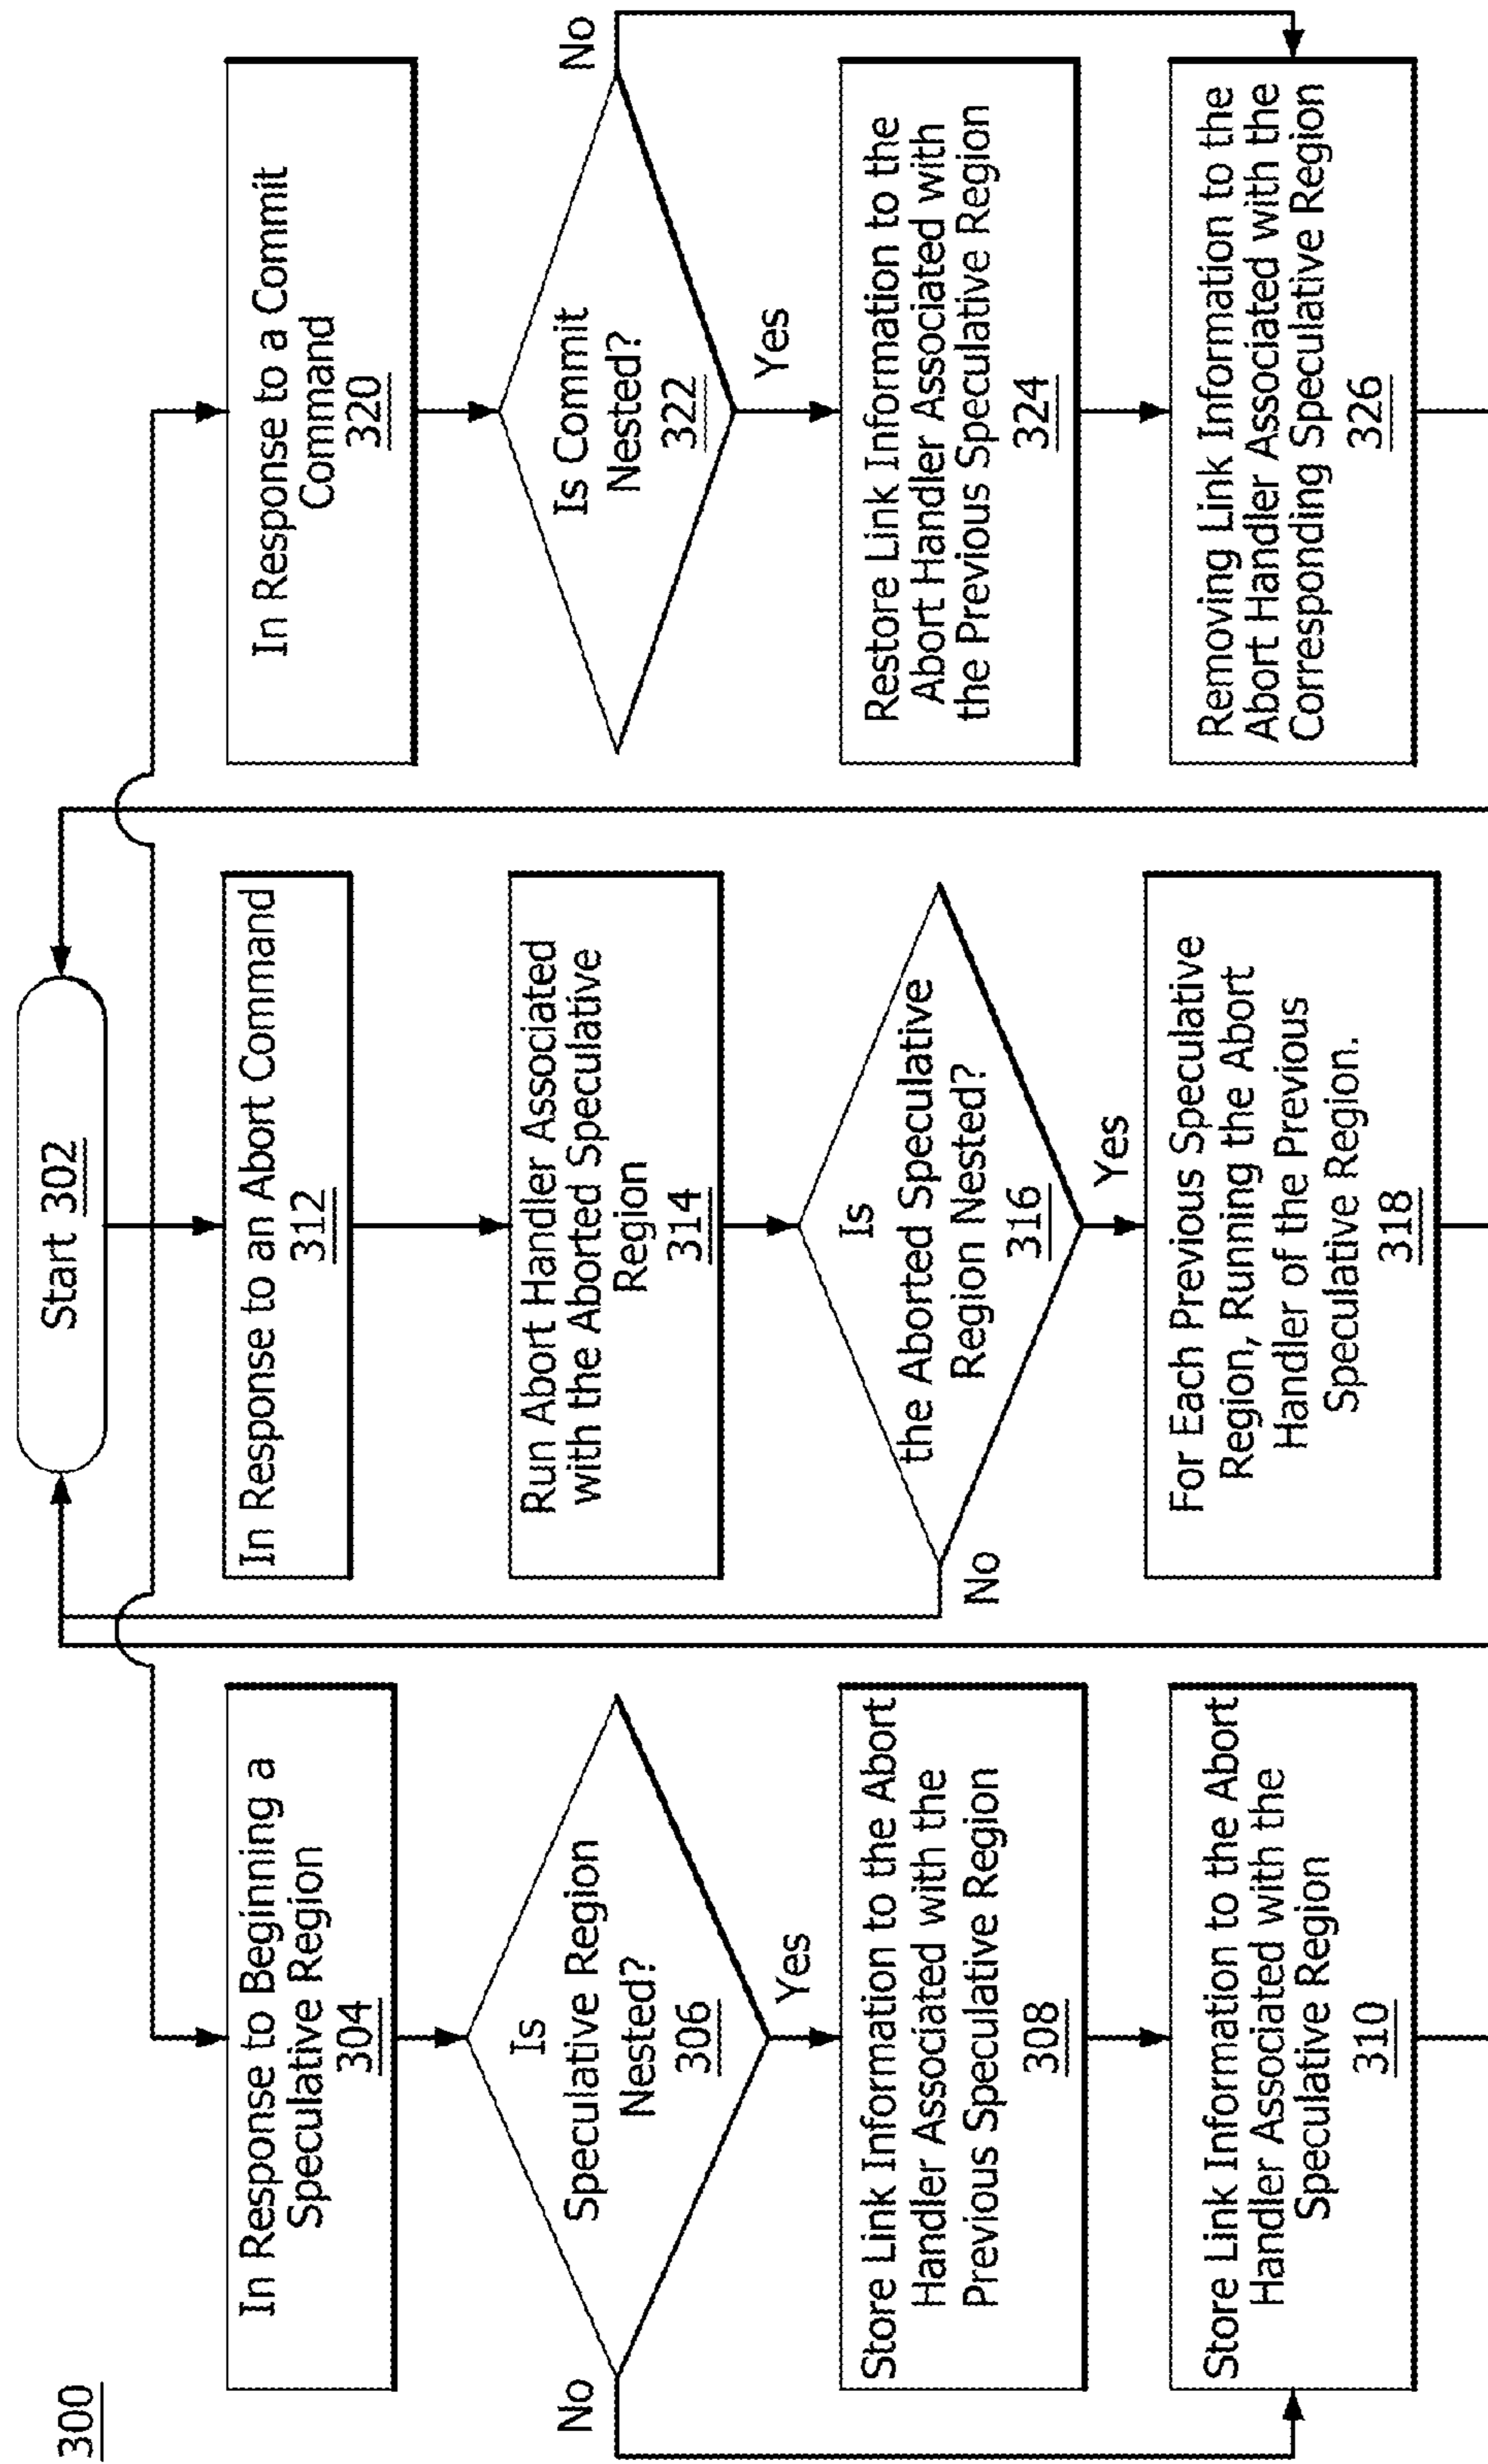 300
Start 302
In Response to Beginning a
Speculative Region
304
Is
Speculative Region
Nested?
306
No
Yes
Store Link Information to the Abort
Handler Associated with the
Previous Speculative Region
308
Store Link Information to the Abort
Handler Associated with the
Speculative Region
310
In Response to an Abort Command
312
Run Abort Handler Associated
with the Aborted Speculative
Region
314
Is
the Aborted Speculative
Region Nested?
316
No
Yes
For Each Previous Speculative
Region, Running the Abort
Handler of the Previous
Speculative Region.
318
In Response to a Commit
Command
320
Is Commit
Nested?
322
No
Yes
Restore Link Information to the
Abort Handler Associated with
the Previous Speculative Region
324
Removing Link Information to the
Abort Handler Associated with the
Corresponding Speculative Region
326